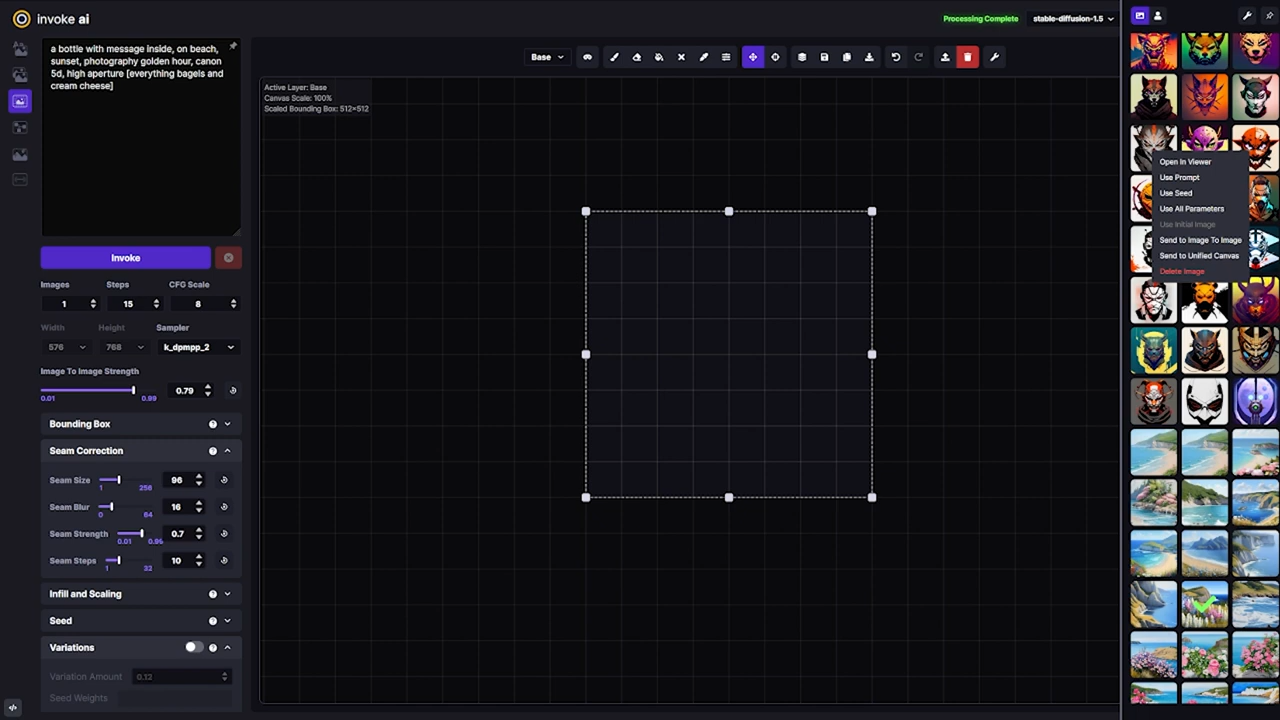 invoke ai
Processing Complete
stable-diffusion-1.5
a bottle with message inside, on beach,
sunset, photography golden hour, canon
5d, high aperture [everything bagels and
cream cheese]
Base
Active Layer: Base
Canvas Scale: 100%
Scaled Bounding Box: 512×512
Open In Viewer
Use Prompt
Use Seed
Use All Parameters
Use Initial Image
Send to Image To Image
Send to Unified Canvas
Delete Image
Invoke
Images Steps CFG Scale
1 15 8
Width Height Sampler
576 768 k_dpmpp_2
Image To Image Strength
0.79
0.01 0.99
Bounding Box
Seam Correction
Seam Size 96
1 256
Seam Blur 16
0 64
Seam Strength 0.7
0.01 0.99
Seam Steps 10
1 32
Infill and Scaling
Seed
Variations
Variation Amount 0.12
Seed Weights